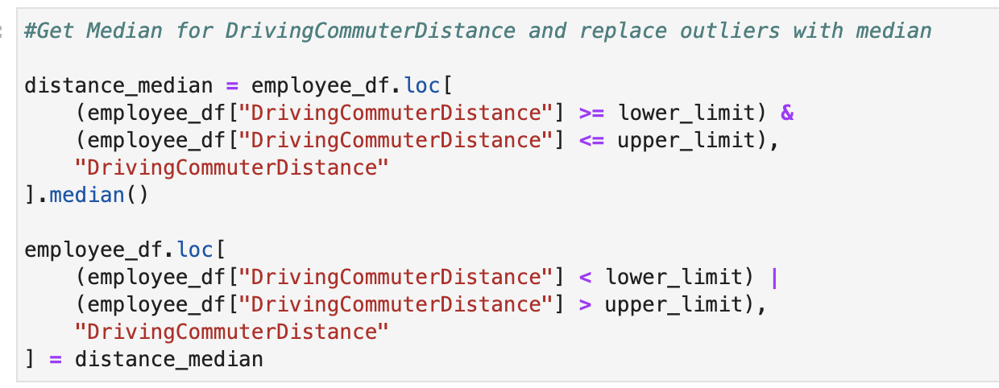 #Get Median for DrivingCommuterDistance and replace outliers with median
distance_median = employee_df.loc[
    (employee_df["DrivingCommuterDistance"] >= lower_limit) &
    (employee_df["DrivingCommuterDistance"] <= upper_limit),
    "DrivingCommuterDistance"
].median()
employee_df.loc[
    (employee_df["DrivingCommuterDistance"] < lower_limit) |
    (employee_df["DrivingCommuterDistance"] > upper_limit),
    "DrivingCommuterDistance"
] = distance_median